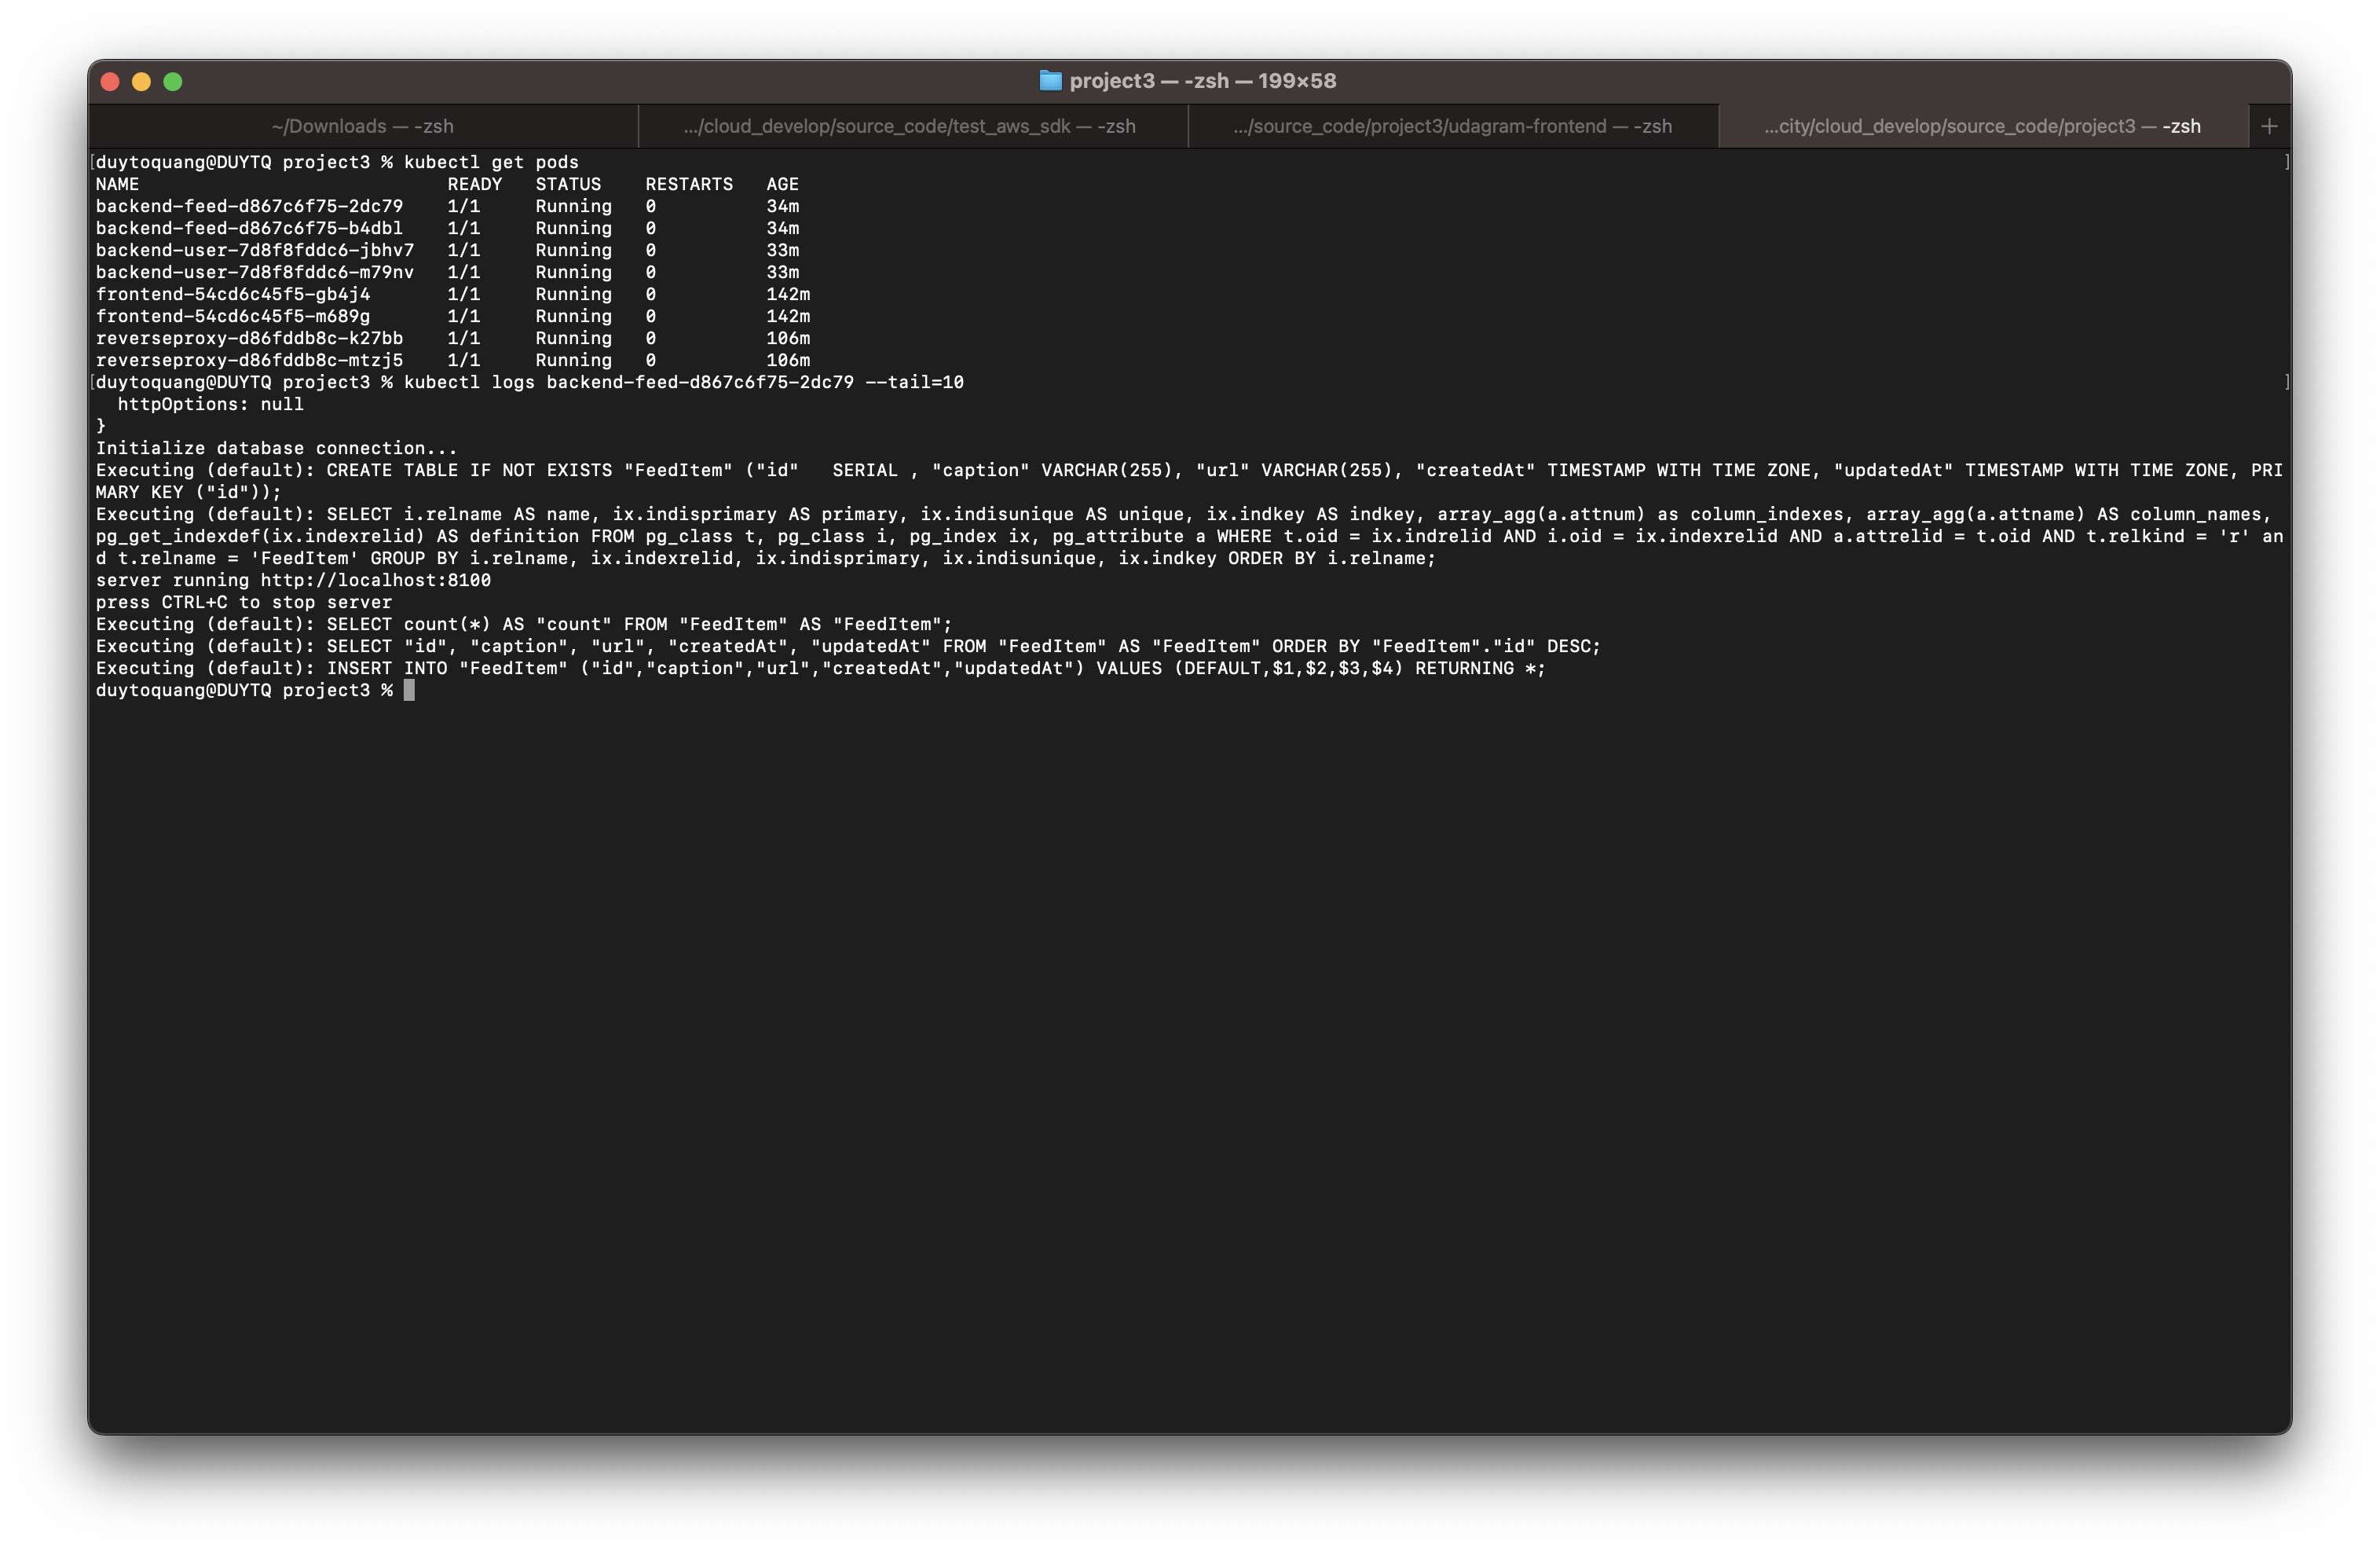 project3 — -zsh — 199×58
~/Downloads — -zsh
.../cloud_develop/source_code/test_aws_sdk — -zsh
.../source_code/project3/udagram-frontend — -zsh
...city/cloud_develop/source_code/project3 — -zsh
+
[duytoquang@DUYTQ project3 % kubectl get pods ]
NAME                            READY   STATUS    RESTARTS   AGE
backend-feed-d867c6f75-2dc79    1/1     Running   0          34m
backend-feed-d867c6f75-b4dbl    1/1     Running   0          34m
backend-user-7d8f8fddc6-jbhv7   1/1     Running   0          33m
backend-user-7d8f8fddc6-m79nv   1/1     Running   0          33m
frontend-54cd6c45f5-gb4j4       1/1     Running   0          142m
frontend-54cd6c45f5-m689g       1/1     Running   0          142m
reverseproxy-d86fddb8c-k27bb    1/1     Running   0          106m
reverseproxy-d86fddb8c-mtzj5    1/1     Running   0          106m
[duytoquang@DUYTQ project3 % kubectl logs backend-feed-d867c6f75-2dc79 --tail=10 ]
  httpOptions: null
}
Initialize database connection...
Executing (default): CREATE TABLE IF NOT EXISTS "FeedItem" ("id"   SERIAL , "caption" VARCHAR(255), "url" VARCHAR(255), "createdAt" TIMESTAMP WITH TIME ZONE, "updatedAt" TIMESTAMP WITH TIME ZONE, PRI
MARY KEY ("id"));
Executing (default): SELECT i.relname AS name, ix.indisprimary AS primary, ix.indisunique AS unique, ix.indkey AS indkey, array_agg(a.attnum) as column_indexes, array_agg(a.attname) AS column_names,
pg_get_indexdef(ix.indexrelid) AS definition FROM pg_class t, pg_class i, pg_index ix, pg_attribute a WHERE t.oid = ix.indrelid AND i.oid = ix.indexrelid AND a.attrelid = t.oid AND t.relkind = 'r' an
d t.relname = 'FeedItem' GROUP BY i.relname, ix.indexrelid, ix.indisprimary, ix.indisunique, ix.indkey ORDER BY i.relname;
server running http://localhost:8100
press CTRL+C to stop server
Executing (default): SELECT count(*) AS "count" FROM "FeedItem" AS "FeedItem";
Executing (default): SELECT "id", "caption", "url", "createdAt", "updatedAt" FROM "FeedItem" AS "FeedItem" ORDER BY "FeedItem"."id" DESC;
Executing (default): INSERT INTO "FeedItem" ("id","caption","url","createdAt","updatedAt") VALUES (DEFAULT,$1,$2,$3,$4) RETURNING *;
duytoquang@DUYTQ project3 %